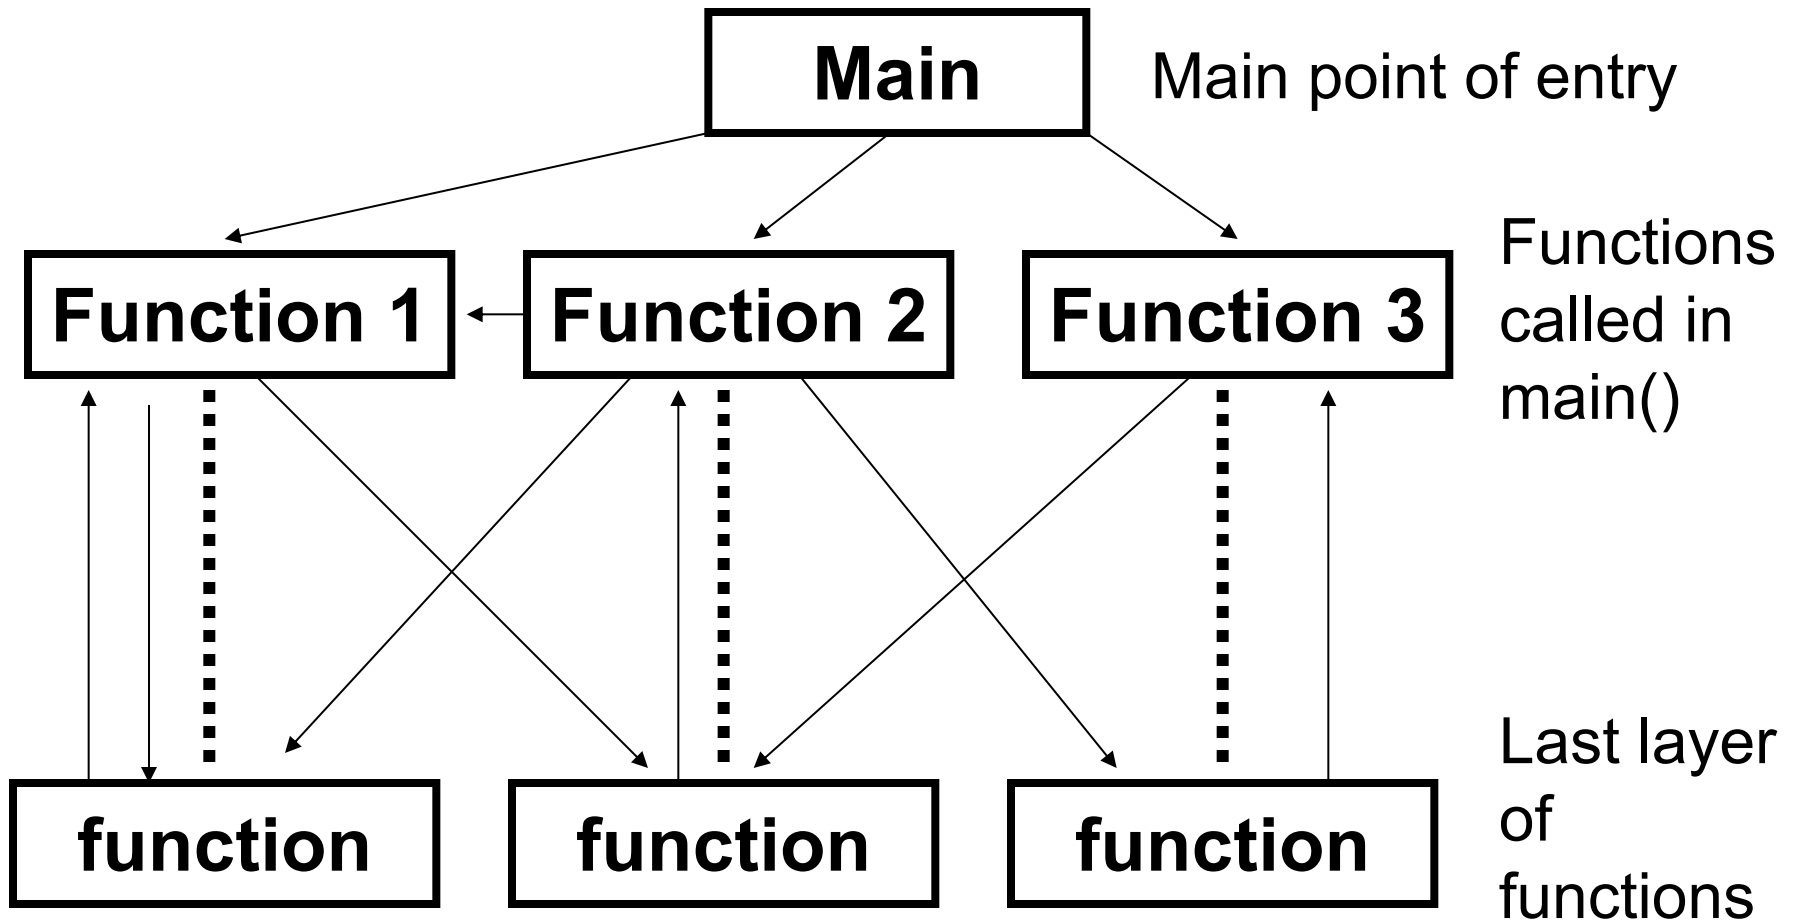 Main
Main point of entry
Function 1
Function 2
Function 3
Functions
called in
main()
function
function
function
Last layer
of
functions